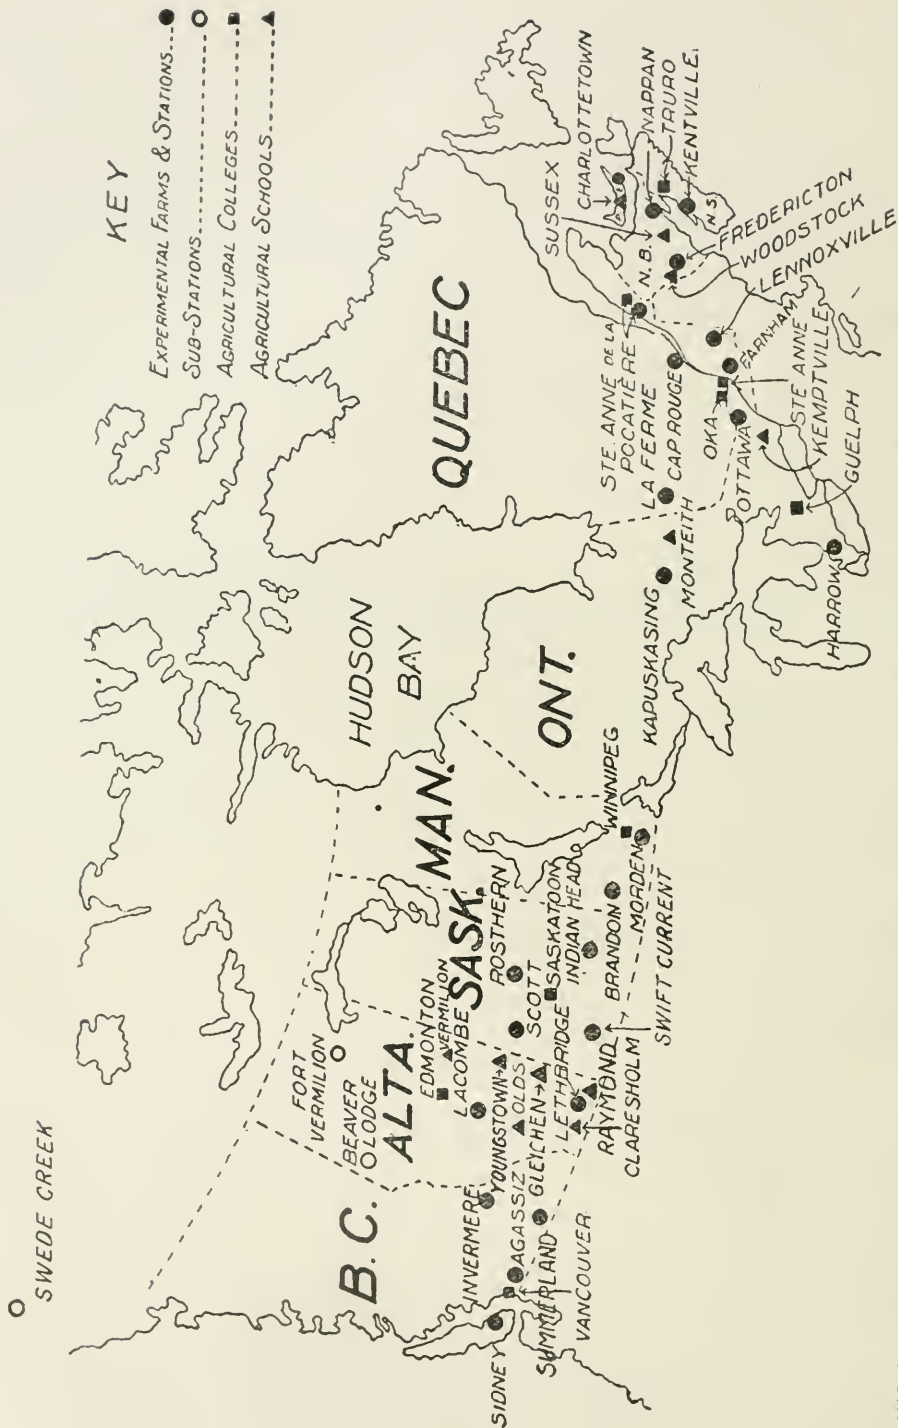 KEY
EXPERIMENTAL FARMS & STATIONS
SUB-STATIONS
AGRICULTURAL COLLEGES
AGRICULTURAL SCHOOLS
SWEDE CREEK
FORT
VERMILION
BEAVER
LODGE
B.C.
ALTA.
SASK.
MAN.
ONT.
QUEBEC
HUDSON
BAY
EDMONTON
VERMILION
LACOMBE
INVERMERE
YOUNGSTOWN
SIDNEY
AGASSIZ
OLDS
SUMMERLAND
GLEICHEN
VANCOUVER
LETHBRIDGE
RAYMOND
CLARESHOLM
SCOTT
ROSTHERN
SASKATOON
INDIAN HEAD
SWIFT CURRENT
BRANDON
MORDEN
WINNIPEG
KAPUSKASING
MONTEITH
LA FERME
CAP ROUGE
STE. ANNE DE LA
POCATIÈRE
OKA
OTTAWA
FARNHAM
STE ANNE
KEMPTVILLE
GUELPH
HARROW
N.B.
SUSSEX
CHARLOTTETOWN
NAPPAN
TRURO
KENTVILLE.
N.S.
FREDERICTON
WOODSTOCK
LENNOXVILLE